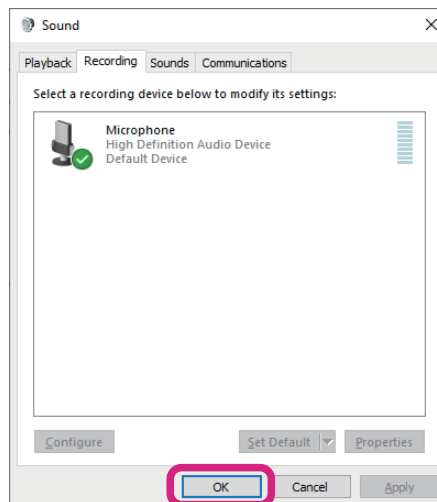 Sound
Playback Recording Sounds Communications
Select a recording device below to modify its settings:
Microphone
High Definition Audio Device
Default Device
Configure Set Default Properties
OK Cancel Apply